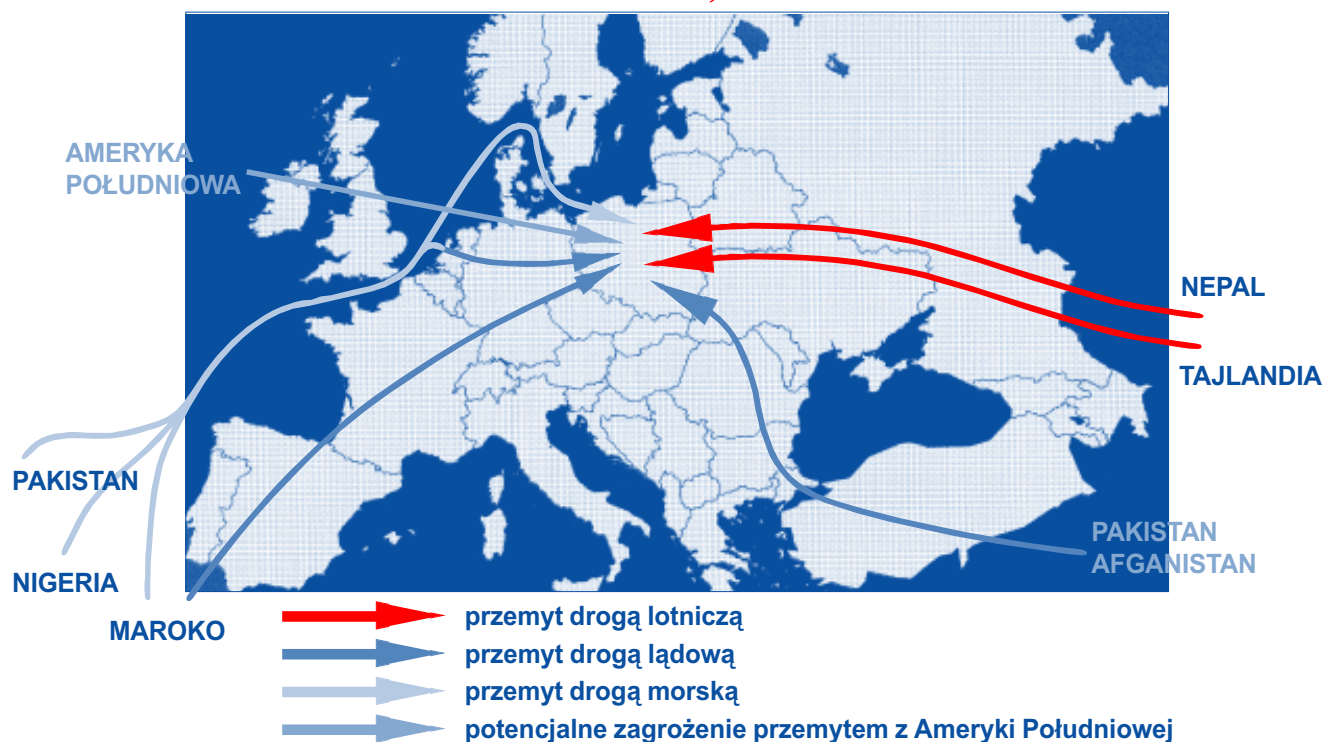 AMERYKA
POŁUDNIOWA
NEPAL
TAJLANDIA
PAKISTAN
NIGERIA
MAROKO
PAKISTAN
AFGANISTAN
przemyt drogą lotniczą
przemyt drogą lądową
przemyt drogą morską
potencjalne zagrożenie przemytem z Ameryki Południowej